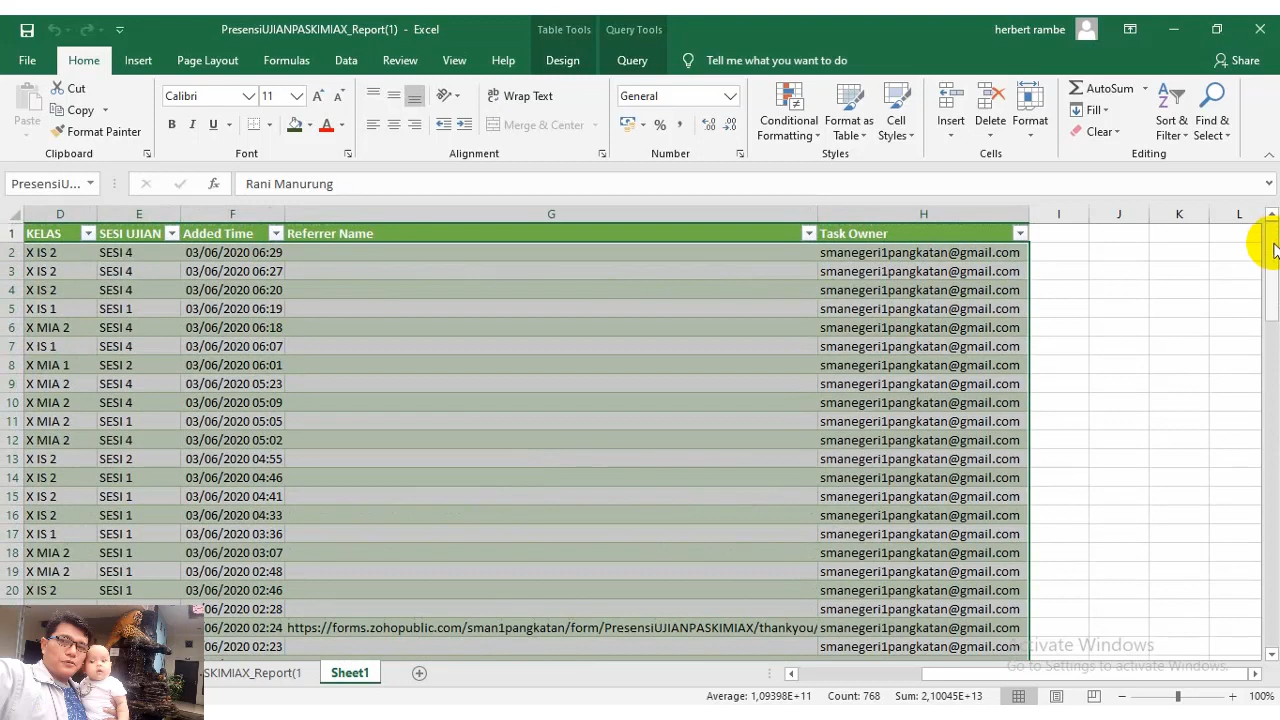 PresensiUJIANPASKIMIAX_Report(1) - Excel
Table Tools
Query Tools
herbert rambe
File Home Insert Page Layout Formulas Data Review View Help Design Query Tell me what you want to do Share
Paste
Cut
Copy
Format Painter
Clipboard
Calibri 11
B I U A
Font
Wrap Text
Merge & Center
Alignment
General
%
Number
Conditional Formatting
Format as Table
Cell Styles
Styles
Insert Delete Format
Cells
AutoSum
Fill
Clear
Sort & Filter
Find & Select
Editing
PresensiU... fx Rani Manurung
D E F G H I J K L
1 KELAS SESI UJIAN Added Time Referrer Name Task Owner
2 X IS 2 SESI 4 03/06/2020 06:29 smanegeri1pangkatan@gmail.com
3 X IS 2 SESI 4 03/06/2020 06:27 smanegeri1pangkatan@gmail.com
4 X IS 2 SESI 4 03/06/2020 06:20 smanegeri1pangkatan@gmail.com
5 X IS 1 SESI 1 03/06/2020 06:19 smanegeri1pangkatan@gmail.com
6 X MIA 2 SESI 4 03/06/2020 06:18 smanegeri1pangkatan@gmail.com
7 X IS 1 SESI 4 03/06/2020 06:07 smanegeri1pangkatan@gmail.com
8 X MIA 1 SESI 2 03/06/2020 06:01 smanegeri1pangkatan@gmail.com
9 X MIA 2 SESI 4 03/06/2020 05:23 smanegeri1pangkatan@gmail.com
10 X MIA 2 SESI 4 03/06/2020 05:09 smanegeri1pangkatan@gmail.com
11 X MIA 2 SESI 1 03/06/2020 05:05 smanegeri1pangkatan@gmail.com
12 X MIA 2 SESI 4 03/06/2020 05:02 smanegeri1pangkatan@gmail.com
13 X IS 2 SESI 2 03/06/2020 04:55 smanegeri1pangkatan@gmail.com
14 X IS 2 SESI 1 03/06/2020 04:46 smanegeri1pangkatan@gmail.com
15 X IS 2 SESI 1 03/06/2020 04:41 smanegeri1pangkatan@gmail.com
16 X IS 2 SESI 1 03/06/2020 04:33 smanegeri1pangkatan@gmail.com
17 X IS 1 SESI 1 03/06/2020 03:36 smanegeri1pangkatan@gmail.com
18 X MIA 2 SESI 1 03/06/2020 03:07 smanegeri1pangkatan@gmail.com
19 X MIA 2 SESI 1 03/06/2020 02:48 smanegeri1pangkatan@gmail.com
20 X IS 2 SESI 1 03/06/2020 02:46 smanegeri1pangkatan@gmail.com
/06/2020 02:28 smanegeri1pangkatan@gmail.com
/06/2020 02:24 https://forms.zohopublic.com/sman1pangkatan/form/PresensiUJIANPASKIMIAX/thankyou/ smanegeri1pangkatan@gmail.com
/06/2020 02:23 smanegeri1pangkatan@gmail.com
Activate Windows
Go to Settings to activate Windows.
SKIMIAX_Report(1 Sheet1
Average: 1,09398E+11 Count: 768 Sum: 2,10045E+13 100%